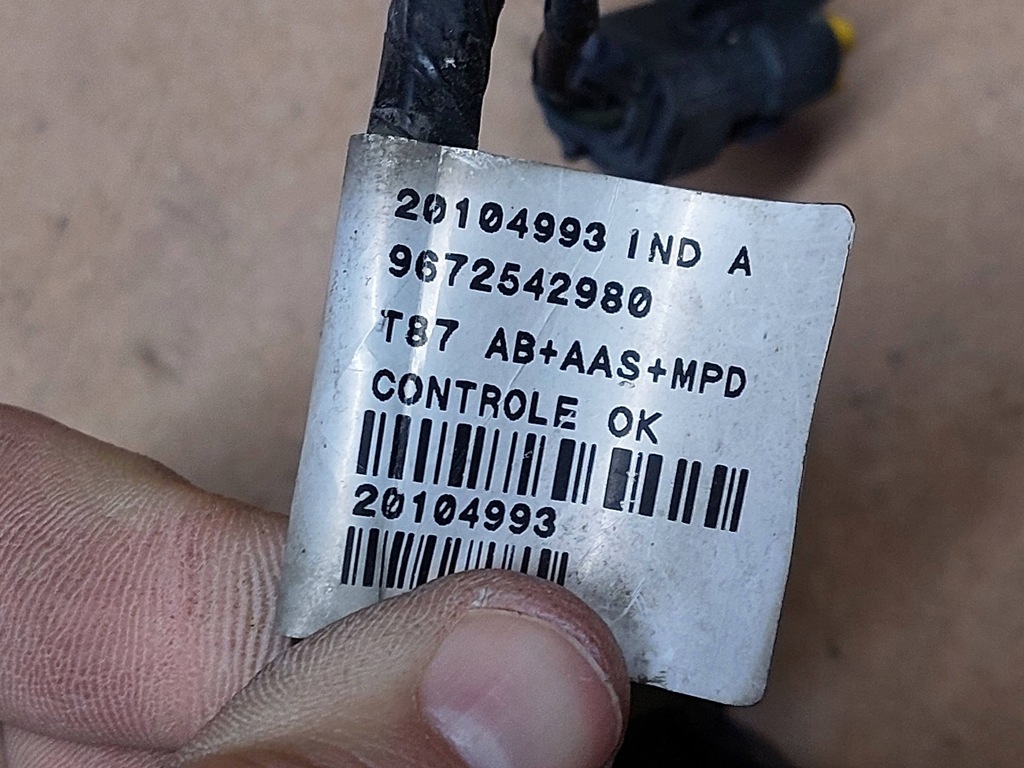 20104993 IND A
9672542980
T87 AB+AAS+MPD
CONTROLE OK
20104993